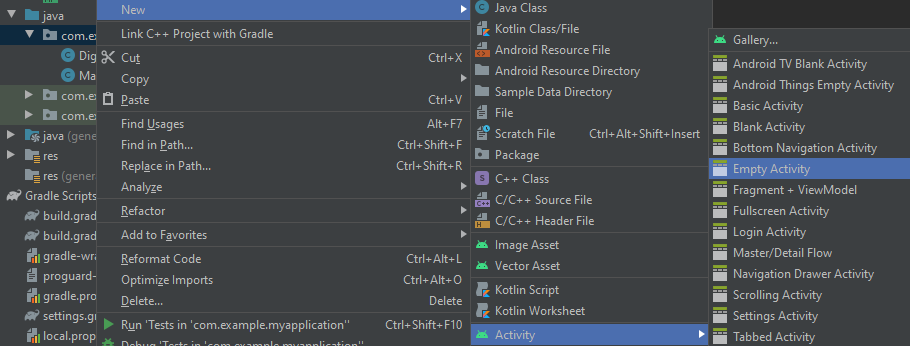 java
com.ex
Dig
Ma
com.ex
com.ex
java (gene
res
res (gener
Gradle Scripts
build.grad
build.grad
gradle-wra
proguard-
gradle.pro
settings.gr
local.prop
New
Link C++ Project with Gradle
Cut Ctrl+X
Copy
Paste Ctrl+V
Find Usages Alt+F7
Find in Path... Ctrl+Shift+F
Replace in Path... Ctrl+Shift+R
Analyze
Refactor
Add to Favorites
Reformat Code Ctrl+Alt+L
Optimize Imports Ctrl+Alt+O
Delete... Delete
Run 'Tests in 'com.example.myapplication'' Ctrl+Shift+F10
Debug 'Tests in 'com.example.myapplication''
Java Class
Kotlin Class/File
Android Resource File
Android Resource Directory
Sample Data Directory
File
Scratch File Ctrl+Alt+Shift+Insert
Package
C++ Class
C/C++ Source File
C/C++ Header File
Image Asset
Vector Asset
Kotlin Script
Kotlin Worksheet
Activity
Gallery...
Android TV Blank Activity
Android Things Empty Activity
Basic Activity
Blank Activity
Bottom Navigation Activity
Empty Activity
Fragment + ViewModel
Fullscreen Activity
Login Activity
Master/Detail Flow
Navigation Drawer Activity
Scrolling Activity
Settings Activity
Tabbed Activity